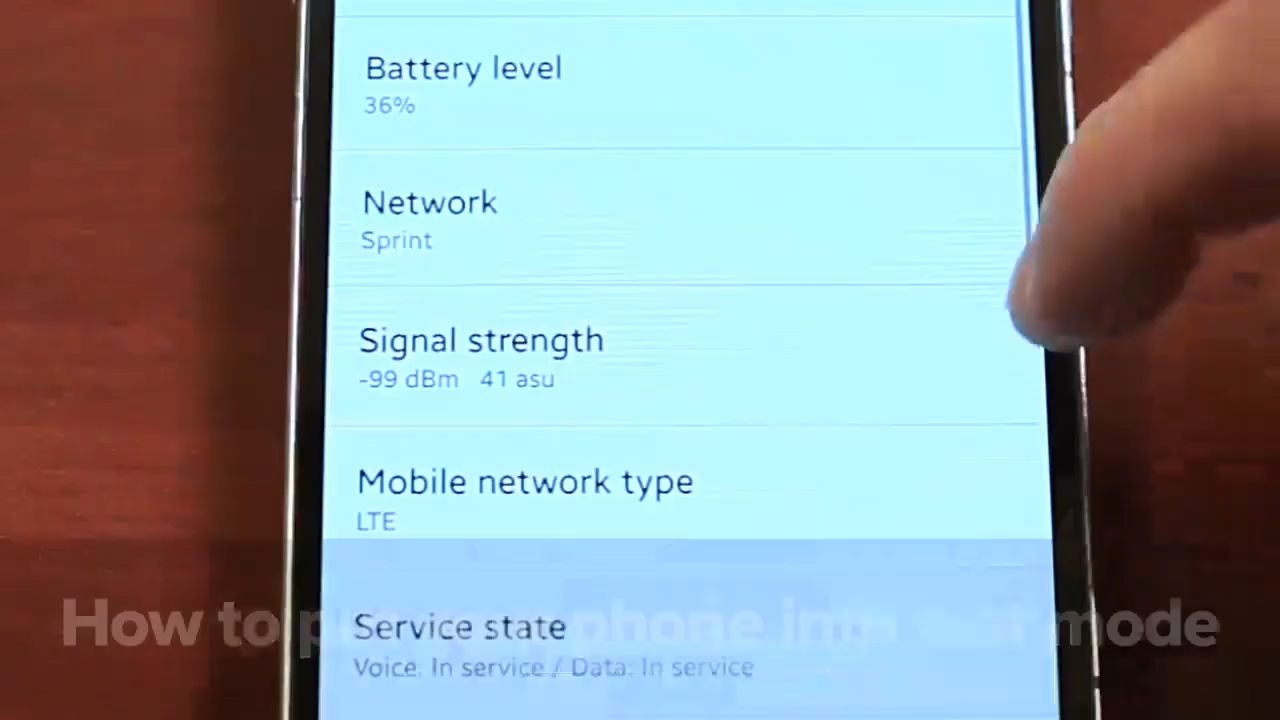 Battery level
36%
Network
Sprint
Signal strength
-99 dBm 41 asu
Mobile network type
LTE
Service state
Voice: In service / Data: In service
How to phone mode